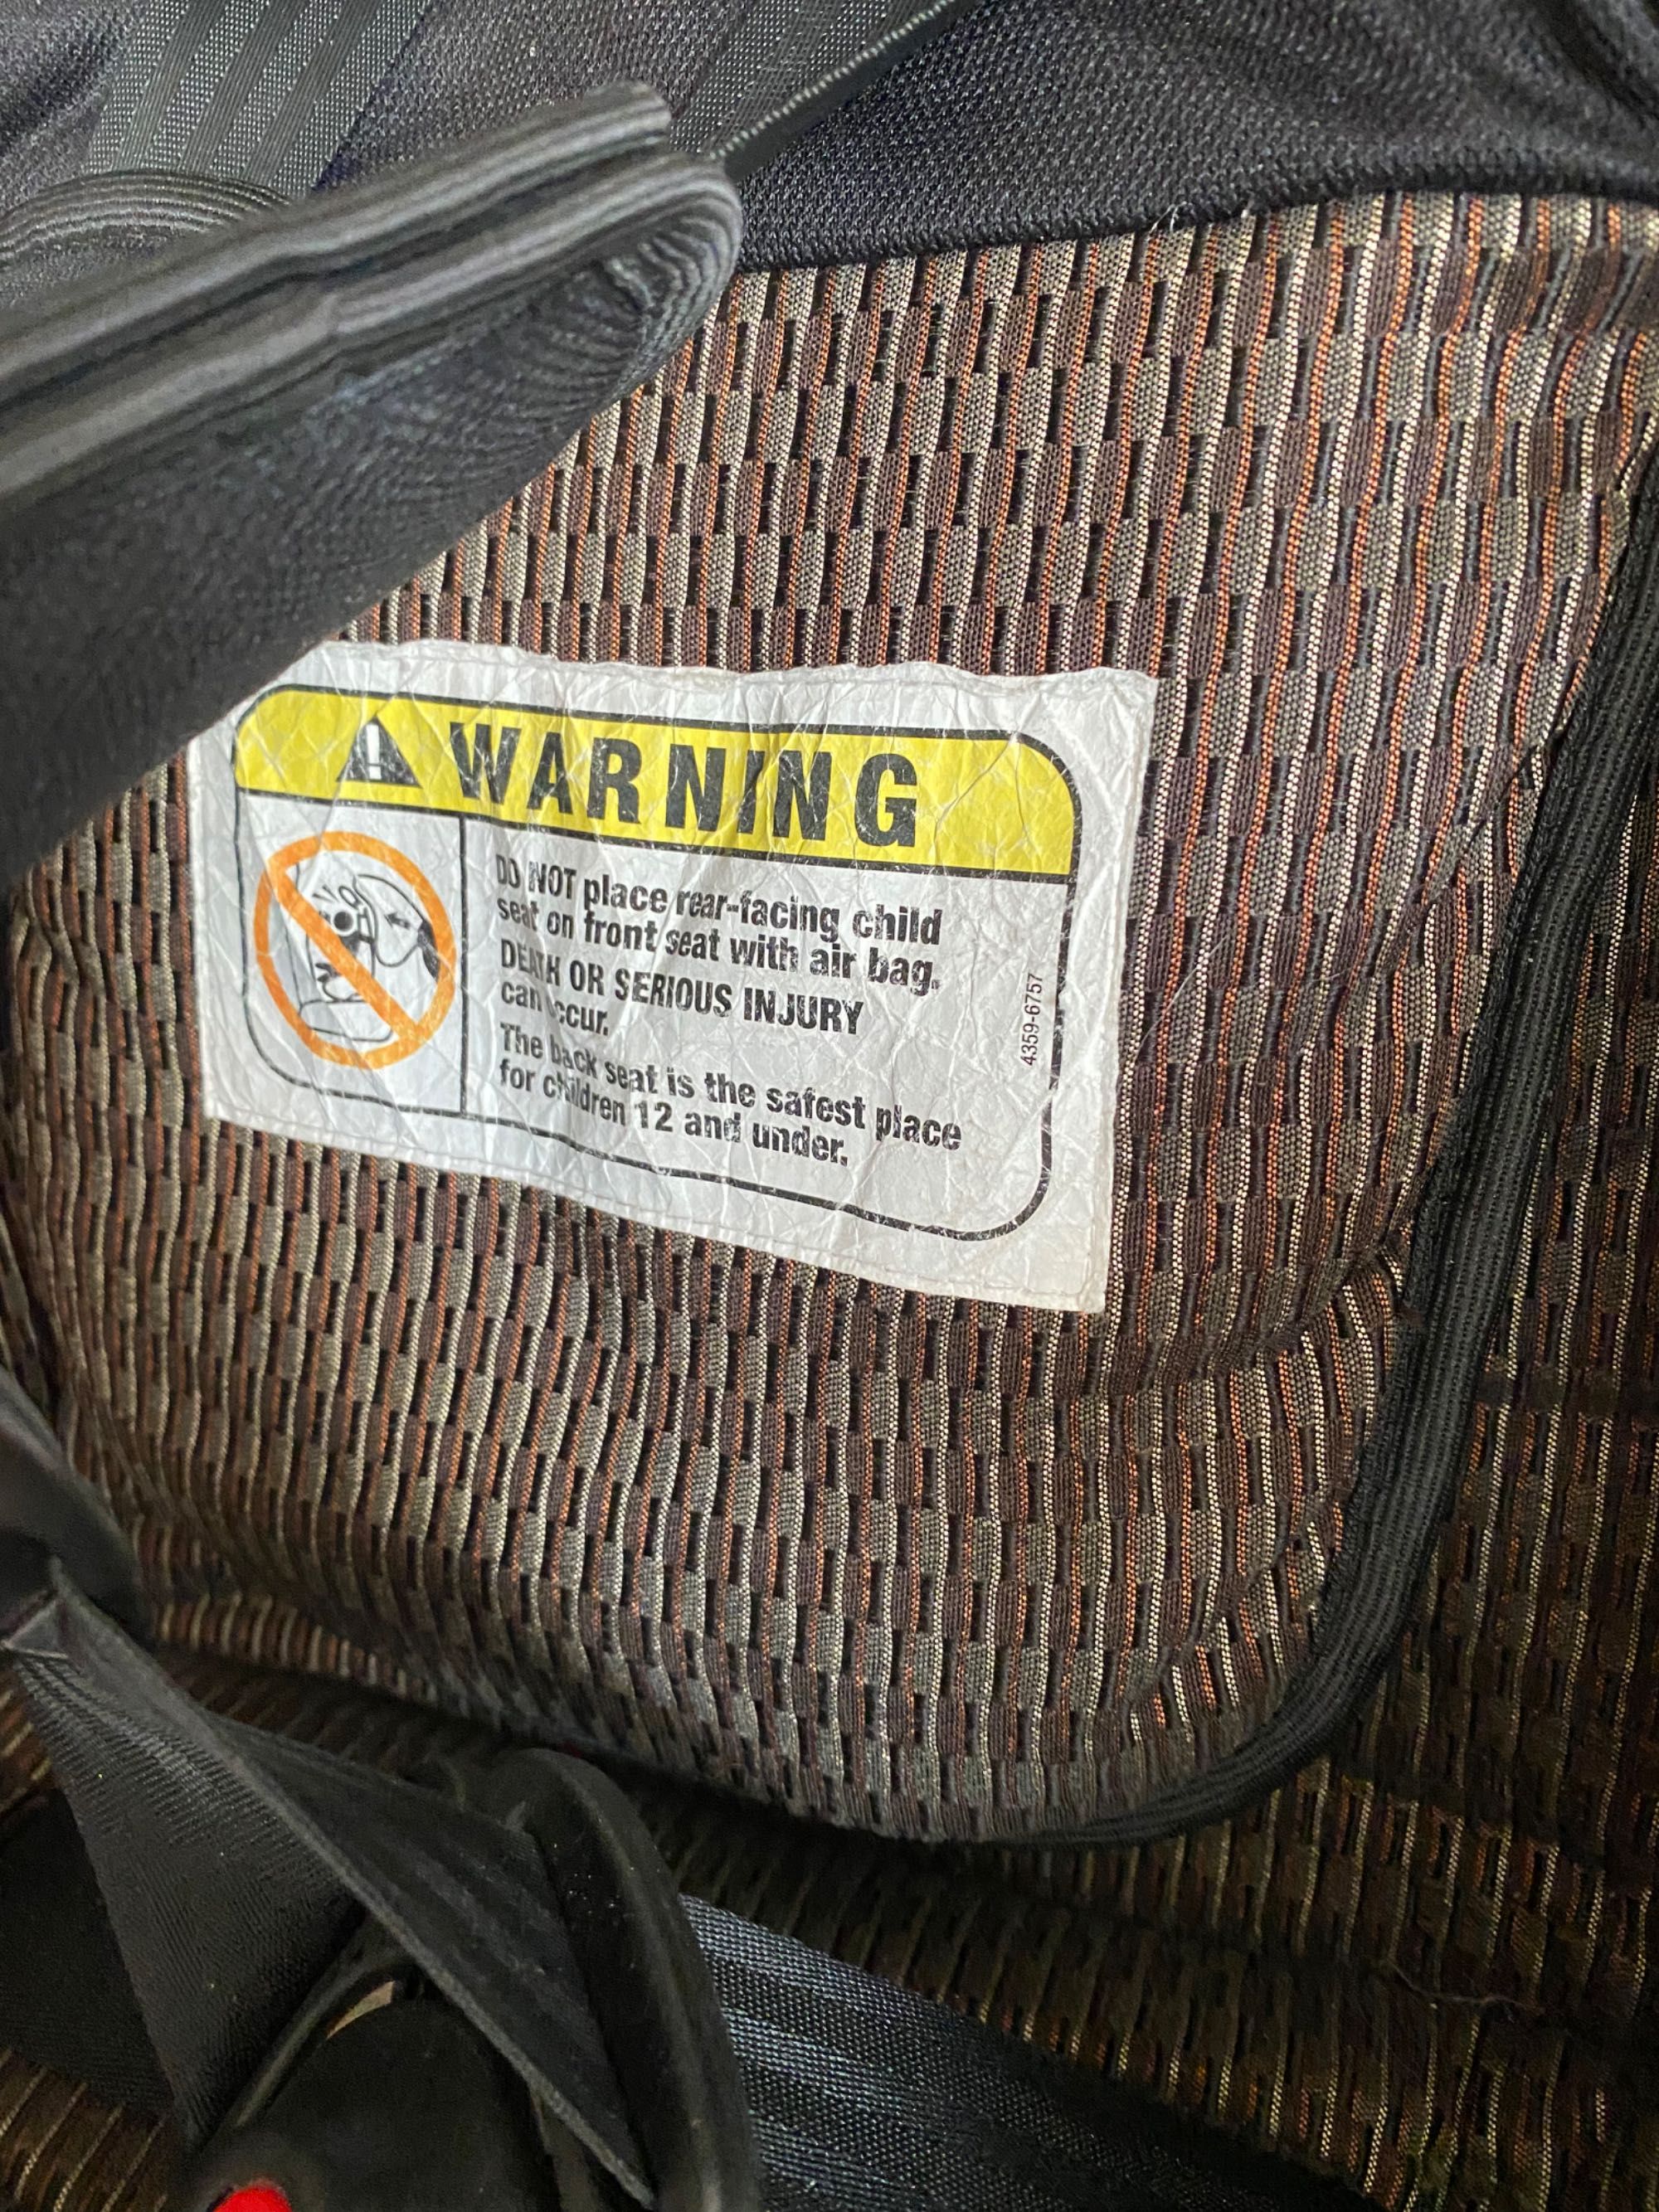 WARNING
DO NOT place rear-facing child
seat on front seat with air bag.
DEATH OR SERIOUS INJURY
can occur.
The back seat is the safest place
for children 12 and under.
4359-6757